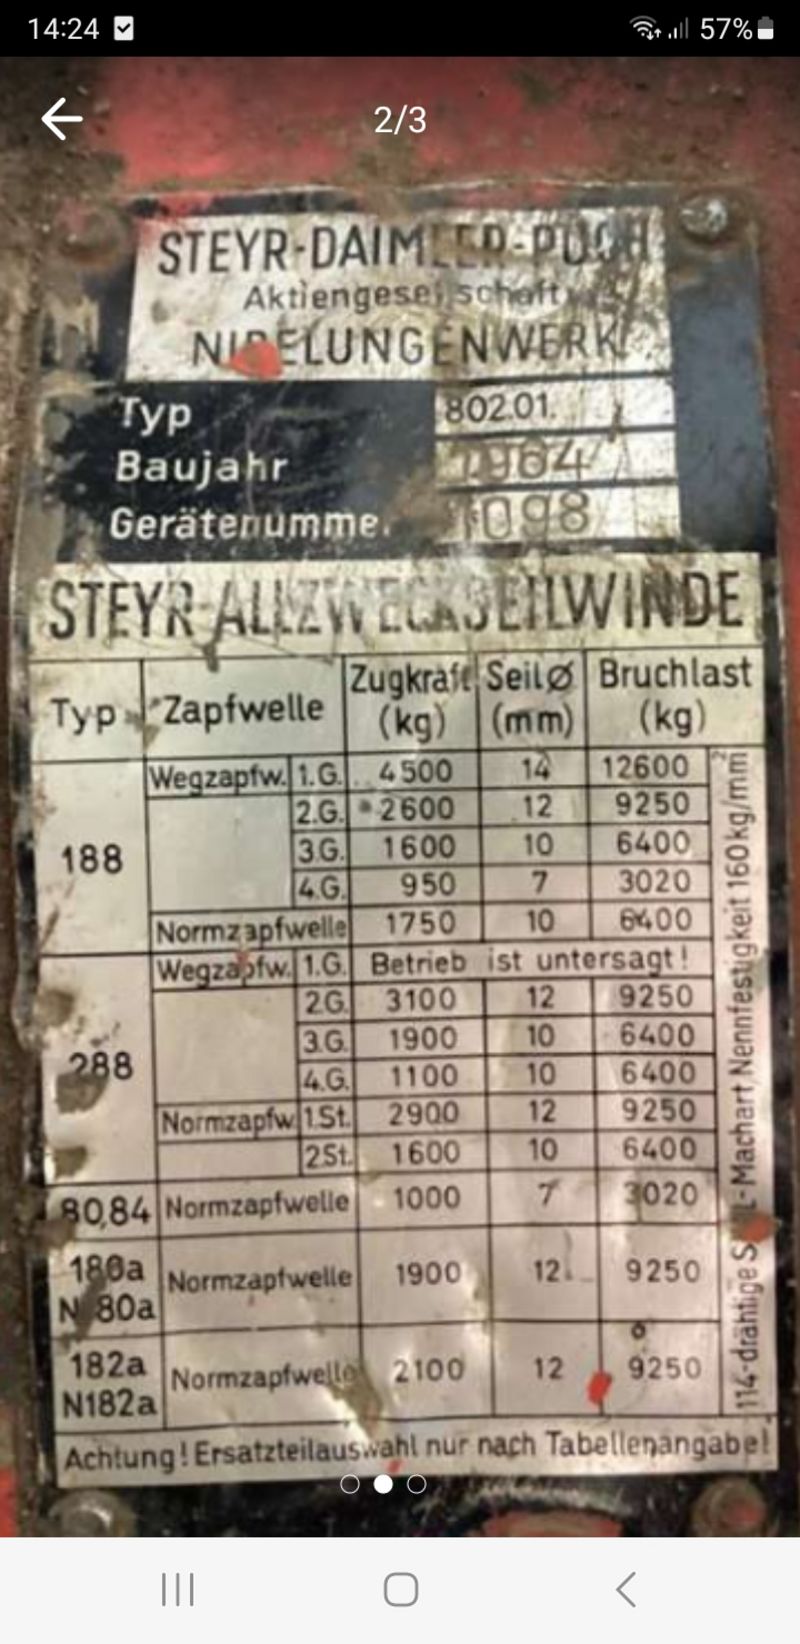 14:24
57%
2/3
STEYR-DAIMLER-PUCH
Aktiengesellschaft
NIBELUNGENWERK
Typ 802.01.
Baujahr 1964
Gerätenumme. 1098
STEYR-ALLZWECKSEILWINDE
Typ Zapfwelle Zugkraft (kg) Seil Ø (mm) Bruchlast (kg)
188 Wegzapfw. 1.G. 4500 14 12600
2.G. 2600 12 9250
3.G. 1600 10 6400
4.G. 950 7 3020
Normzapfwelle 1750 10 6400
288 Wegzapfw. 1.G. Betrieb ist untersagt!
2G. 3100 12 9250
3.G. 1900 10 6400
4.G. 1100 10 6400
Normzapfw 1.St. 2900 12 9250
2St. 1600 10 6400
80,84 Normzapfwelle 1000 7 3020
180a Normzapfwelle 1900 12 9250
N180a
182a Normzapfwelle 2100 12 9250
N182a
114-drähtige SEAL-Machart, Nennfestigkeit 160 kg/mm²
Achtung! Ersatzteilauswahl nur nach Tabellenangabe!